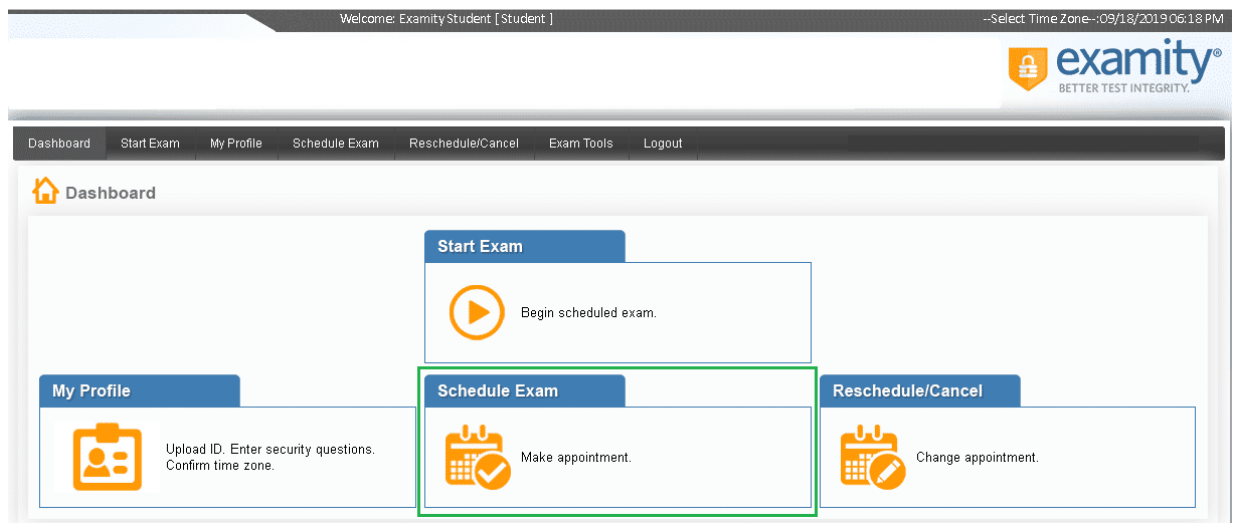 Welcome: Examity Student [ Student ]
--Select Time Zone--:09/18/2019 06:18 PM
examity®
BETTER TEST INTEGRITY.
Dashboard Start Exam My Profile Schedule Exam Reschedule/Cancel Exam Tools Logout
Dashboard
Start Exam
Begin scheduled exam.
My Profile
Upload ID. Enter security questions.
Confirm time zone.
Schedule Exam
Make appointment.
Reschedule/Cancel
Change appointment.